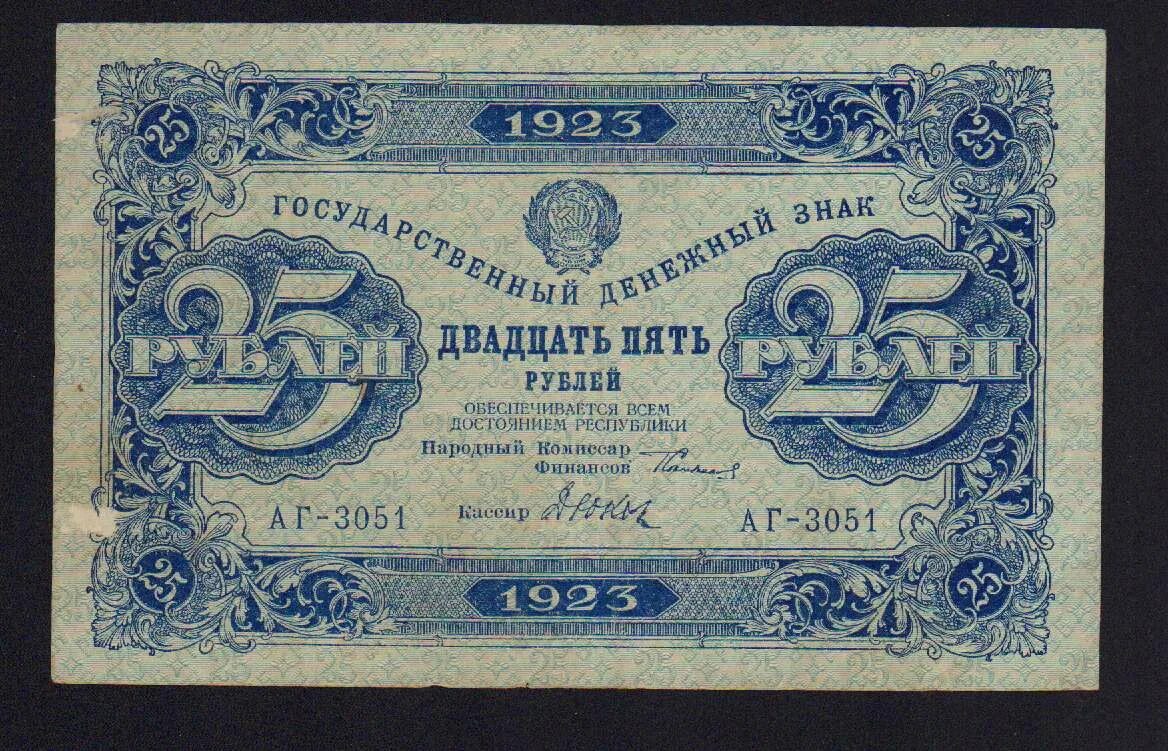 1923
25 25
ГОСУДАРСТВЕННЫЙ ДЕНЕЖНЫЙ ЗНАК
25 РУБЛЕЙ
ДВАДЦАТЬ ПЯТЬ
РУБЛЕЙ
25 РУБЛЕЙ
ОБЕСПЕЧИВАЕТСЯ ВСЕМ
ДОСТОЯНИЕМ РЕСПУБЛИКИ
Народный Комиссар
Финансов
АГ-3051 Кассир АГ-3051
25 25
1923